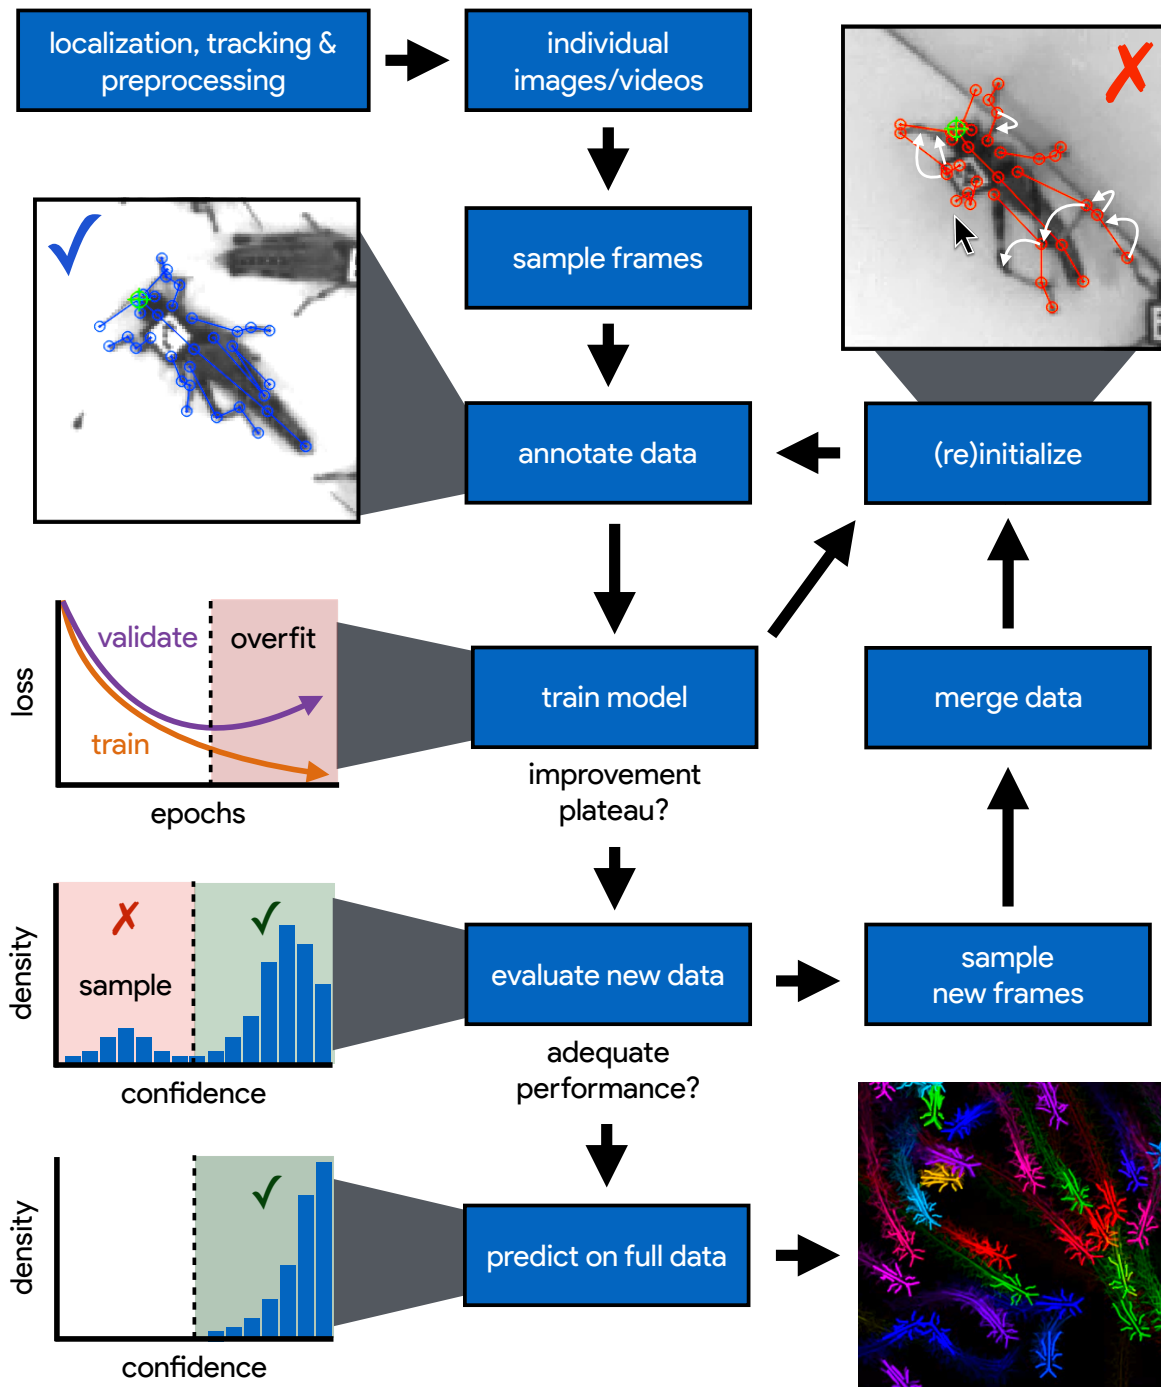 localization, tracking &
preprocessing
individual
images/videos
sample frames
annotate data
(re)initialize
validate
overfit
train
loss
epochs
train model
improvement
plateau?
merge data
sample
density
confidence
evaluate new data
adequate
performance?
sample
new frames
density
confidence
predict on full data